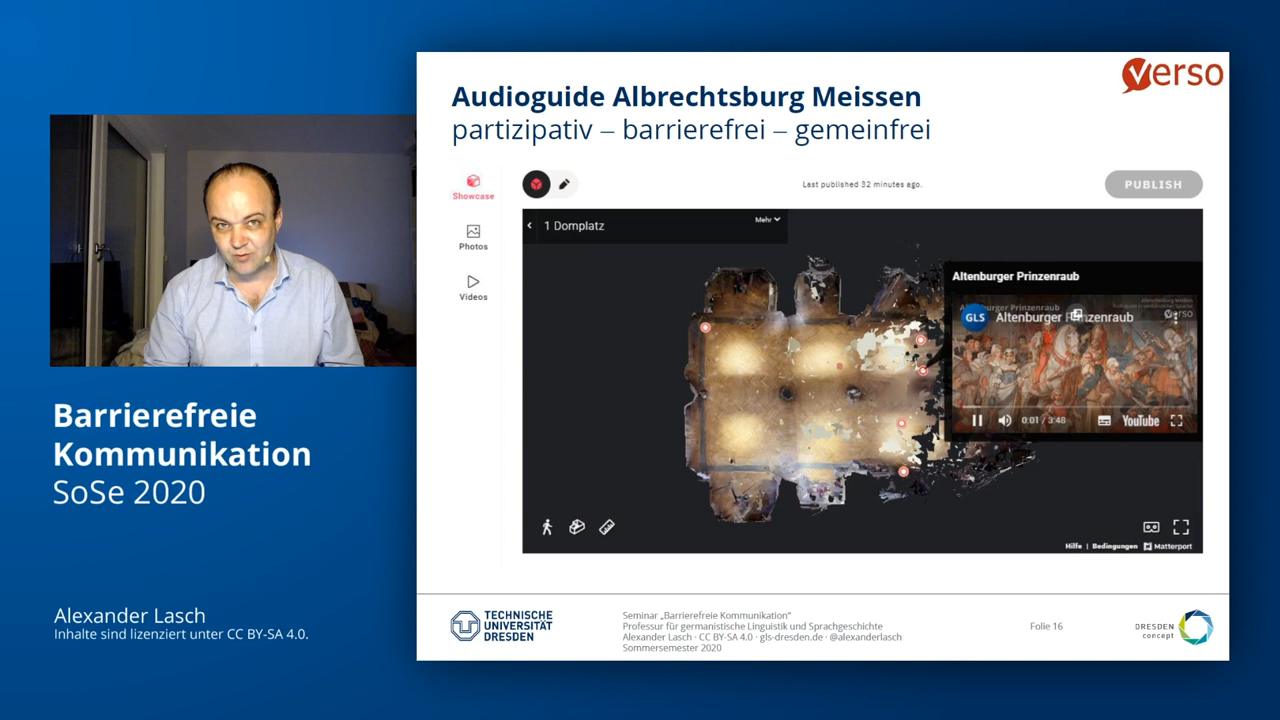 verso
Audioguide Albrechtsburg Meissen
partizipativ – barrierefrei – gemeinfrei
Showcase
Photos
Videos
Last published 32 minutes ago.
PUBLISH
1 Domplatz
Mehr
Altenburger Prinzenraub
Altenburger Prinzenraub
GLS
Altenburger Prinzenraub
verso
0:01 / 3:48
YouTube
Hilfe | Bedingungen
Matterport
Barrierefreie
Kommunikation
SoSe 2020
Alexander Lasch
Inhalte sind lizenziert unter CC BY-SA 4.0.
TECHNISCHE
UNIVERSITÄT
DRESDEN
Seminar „Barrierefreie Kommunikation“
Professur für germanistische Linguistik und Sprachgeschichte
Alexander Lasch · CC BY-SA 4.0 · gls-dresden.de · @alexanderlasch
Sommersemester 2020
Folie 16
DRESDEN
concept